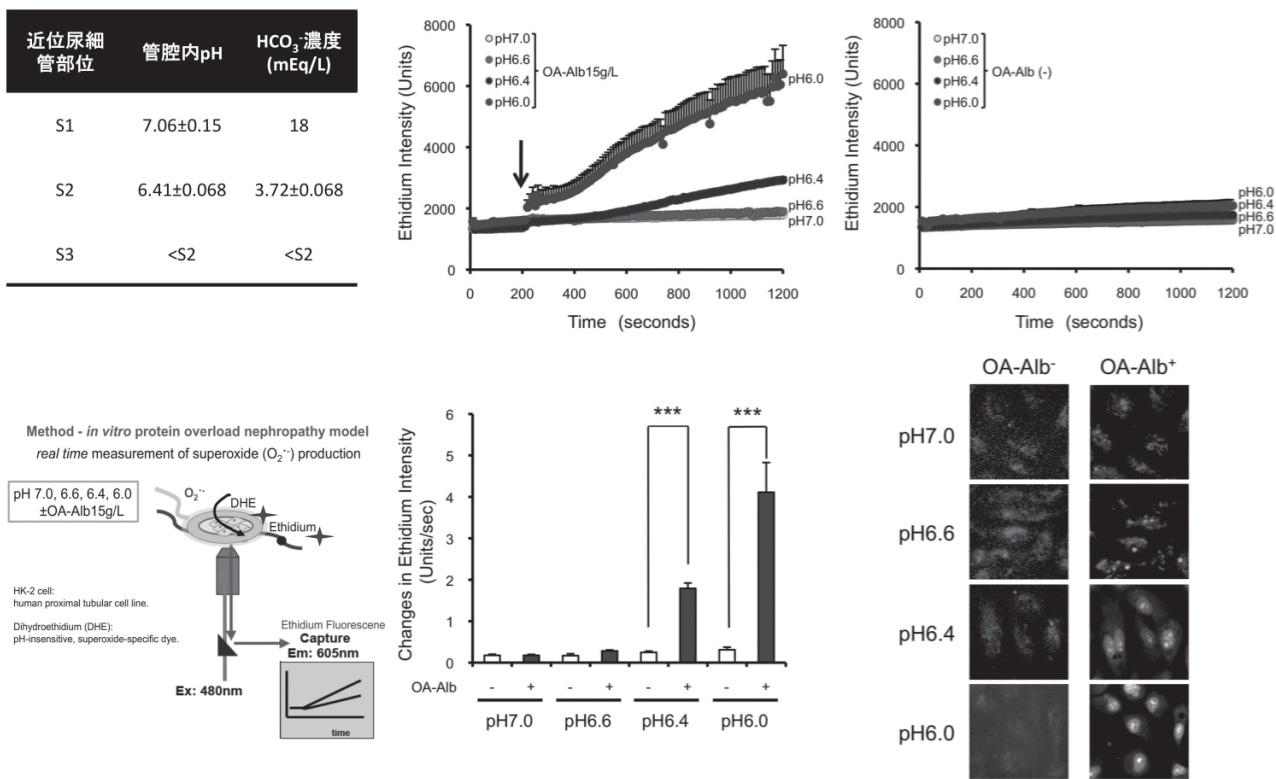 近位尿細
管部位
管腔内pH
HCO3-濃度
(mEq/L)
S1
7.06±0.15
18
S2
6.41±0.068
3.72±0.068
S3
<S2
<S2
Ethidium Intensity (Units)
8000
6000
4000
2000
0
pH7.0
pH6.6
pH6.4
pH6.0
OA-Alb15g/L
pH6.0
pH6.4
pH6.6
pH7.0
0 200 400 600 800 1000 1200
Time (seconds)
Ethidium Intensity (Units)
8000
6000
4000
2000
0
pH7.0
pH6.6
pH6.4
pH6.0
OA-Alb (-)
pH6.0
pH6.4
pH6.6
pH7.0
0 200 400 600 800 1000 1200
Time (seconds)
Method - in vitro protein overload nephropathy model
real time measurement of superoxide (O2·-) production
pH 7.0, 6.6, 6.4, 6.0
±OA-Alb15g/L
O2·-
DHE
Ethidium
HK-2 cell:
human proximal tubular cell line.
Dihydroethidium (DHE):
pH-insensitive, superoxide-specific dye.
Ethidium Fluorescene
Capture
Em: 605nm
Ex: 480nm
time
Changes in Ethidium Intensity
(Units/sec)
6
5
4
3
2
1
0
***
***
OA-Alb - + - + - + - +
pH7.0 pH6.6 pH6.4 pH6.0
OA-Alb- OA-Alb+
pH7.0
pH6.6
pH6.4
pH6.0